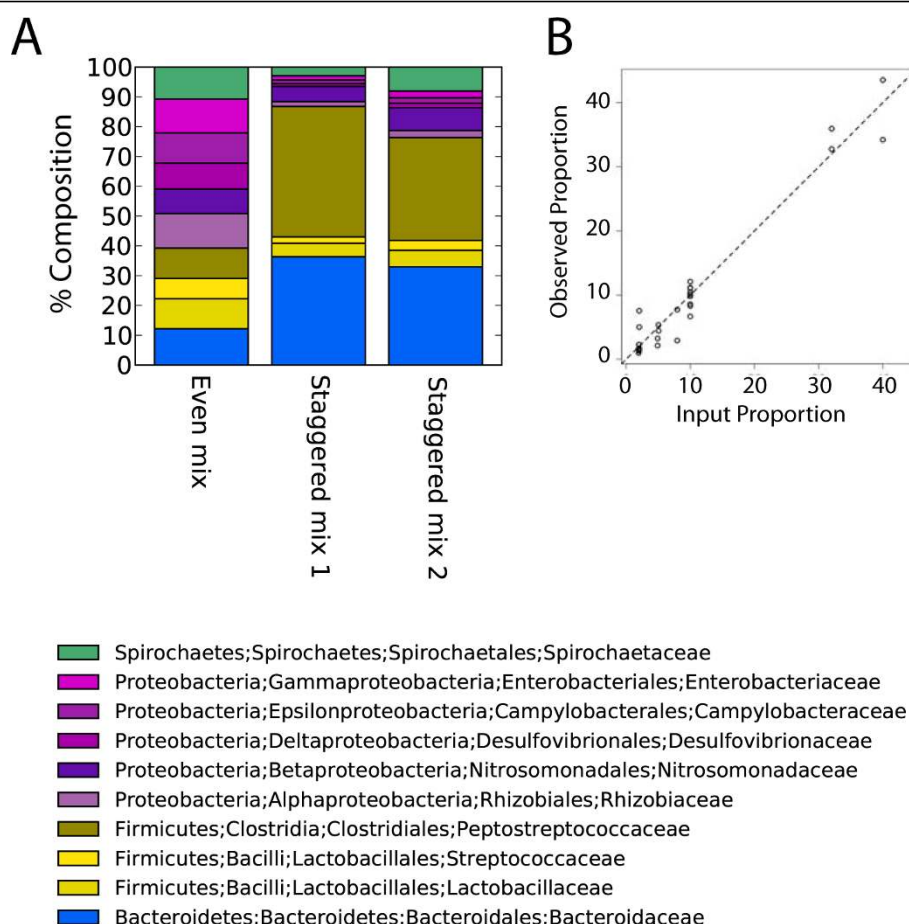 A
B
100
90
80
70
60
50
40
30
20
10
0
% Composition
Even mix
Staggered mix 1
Staggered mix 2
40
30
20
10
0
Observed Proportion
0 10 20 30 40
Input Proportion
Spirochaetes;Spirochaetes;Spirochaetales;Spirochaetaceae
Proteobacteria;Gammaproteobacteria;Enterobacteriales;Enterobacteriaceae
Proteobacteria;Epsilonproteobacteria;Campylobacterales;Campylobacteraceae
Proteobacteria;Deltaproteobacteria;Desulfovibrionales;Desulfovibrionaceae
Proteobacteria;Betaproteobacteria;Nitrosomonadales;Nitrosomonadaceae
Proteobacteria;Alphaproteobacteria;Rhizobiales;Rhizobiaceae
Firmicutes;Clostridia;Clostridiales;Peptostreptococcaceae
Firmicutes;Bacilli;Lactobacillales;Streptococcaceae
Firmicutes;Bacilli;Lactobacillales;Lactobacillaceae
Bacteroidetes;Bacteroidetes;Bacteroidales;Bacteroidaceae